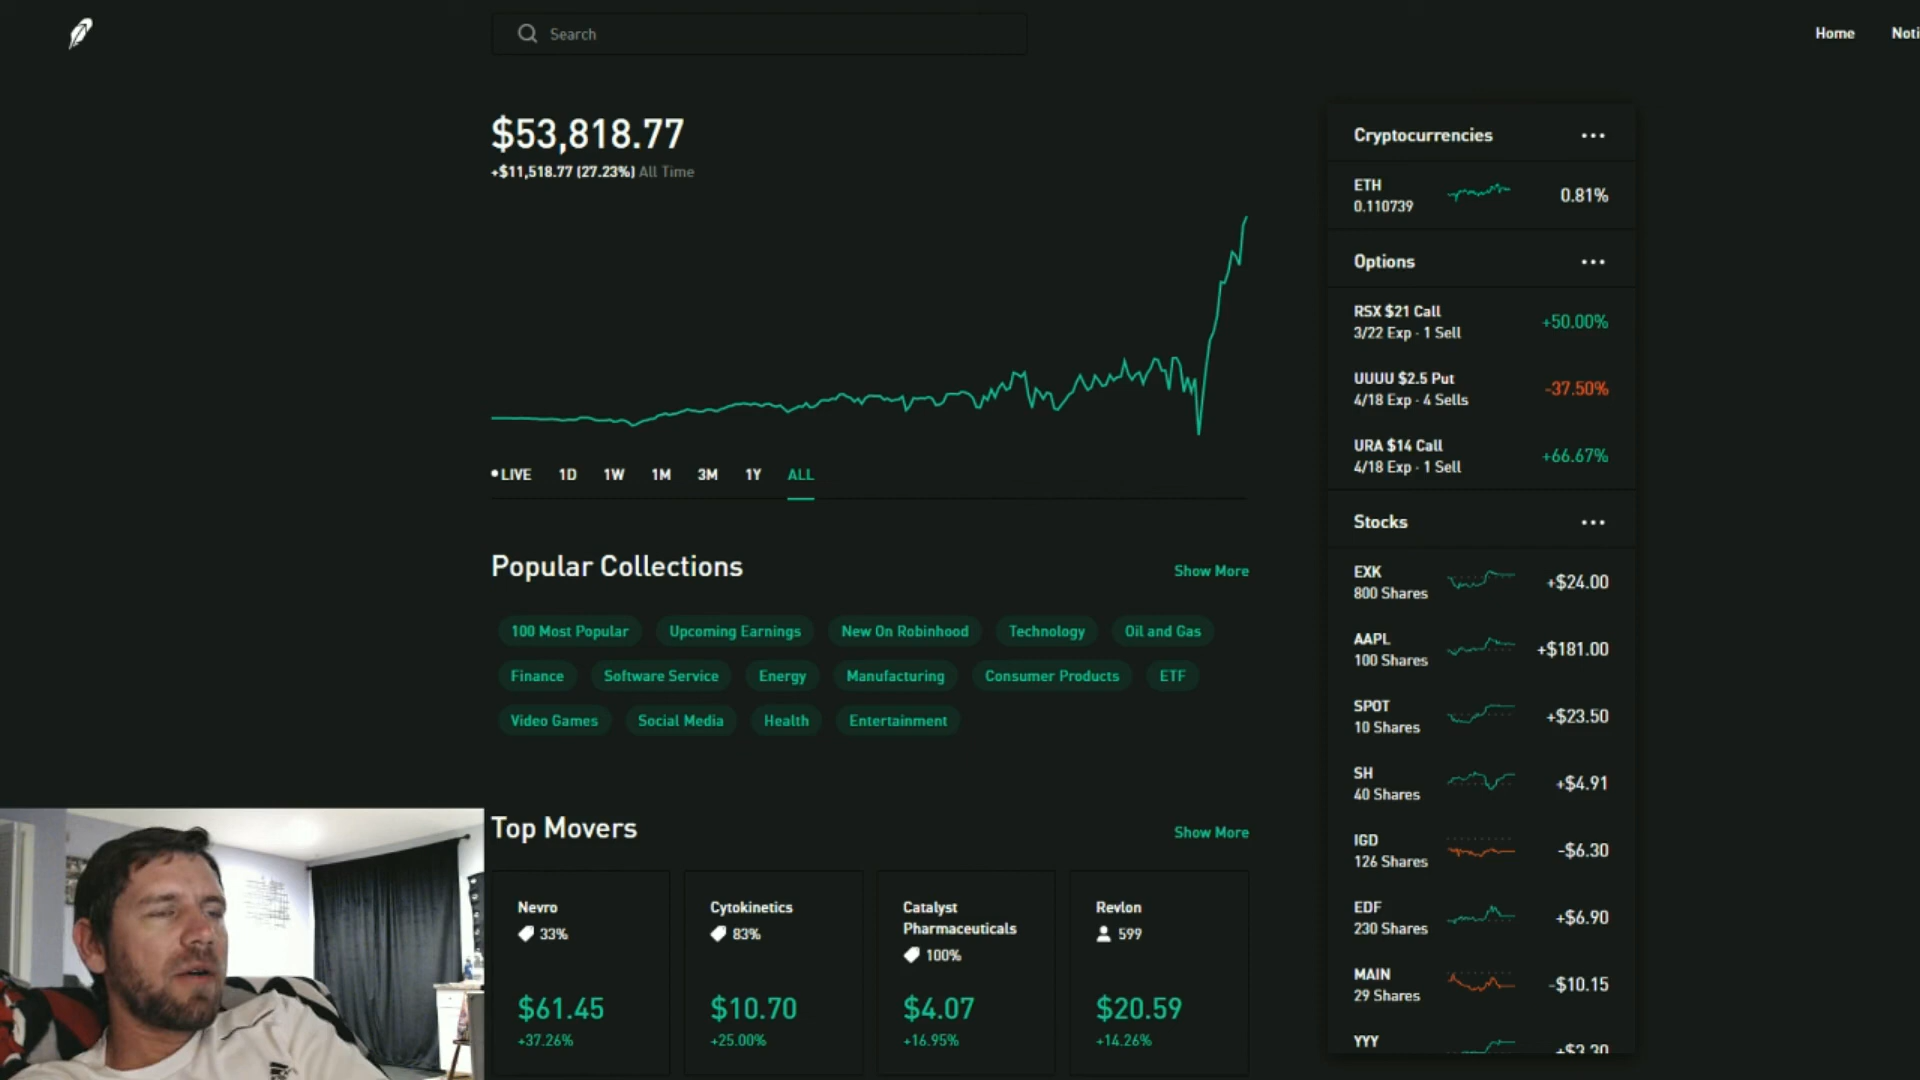 Search
Home
Noti
$53,818.77
+$11,518.77 (27.23%) All Time
LIVE 1D 1W 1M 3M 1Y ALL
Popular Collections
Show More
100 Most Popular
Upcoming Earnings
New On Robinhood
Technology
Oil and Gas
Finance
Software Service
Energy
Manufacturing
Consumer Products
ETF
Video Games
Social Media
Health
Entertainment
Top Movers
Show More
Nevro
33%
$61.45
+37.26%
Cytokinetics
83%
$10.70
+25.00%
Catalyst
Pharmaceuticals
100%
$4.07
+16.95%
Revlon
599
$20.59
+14.26%
Cryptocurrencies
ETH
0.110739
0.81%
Options
RSX $21 Call
3/22 Exp · 1 Sell
+50.00%
UUUU $2.5 Put
4/18 Exp · 4 Sells
-37.50%
URA $14 Call
4/18 Exp · 1 Sell
+66.67%
Stocks
EXK
800 Shares
+$24.00
AAPL
100 Shares
+$181.00
SPOT
10 Shares
+$23.50
SH
40 Shares
+$4.91
IGD
126 Shares
-$6.30
EDF
230 Shares
+$6.90
MAIN
29 Shares
-$10.15
YYY
+$3.30